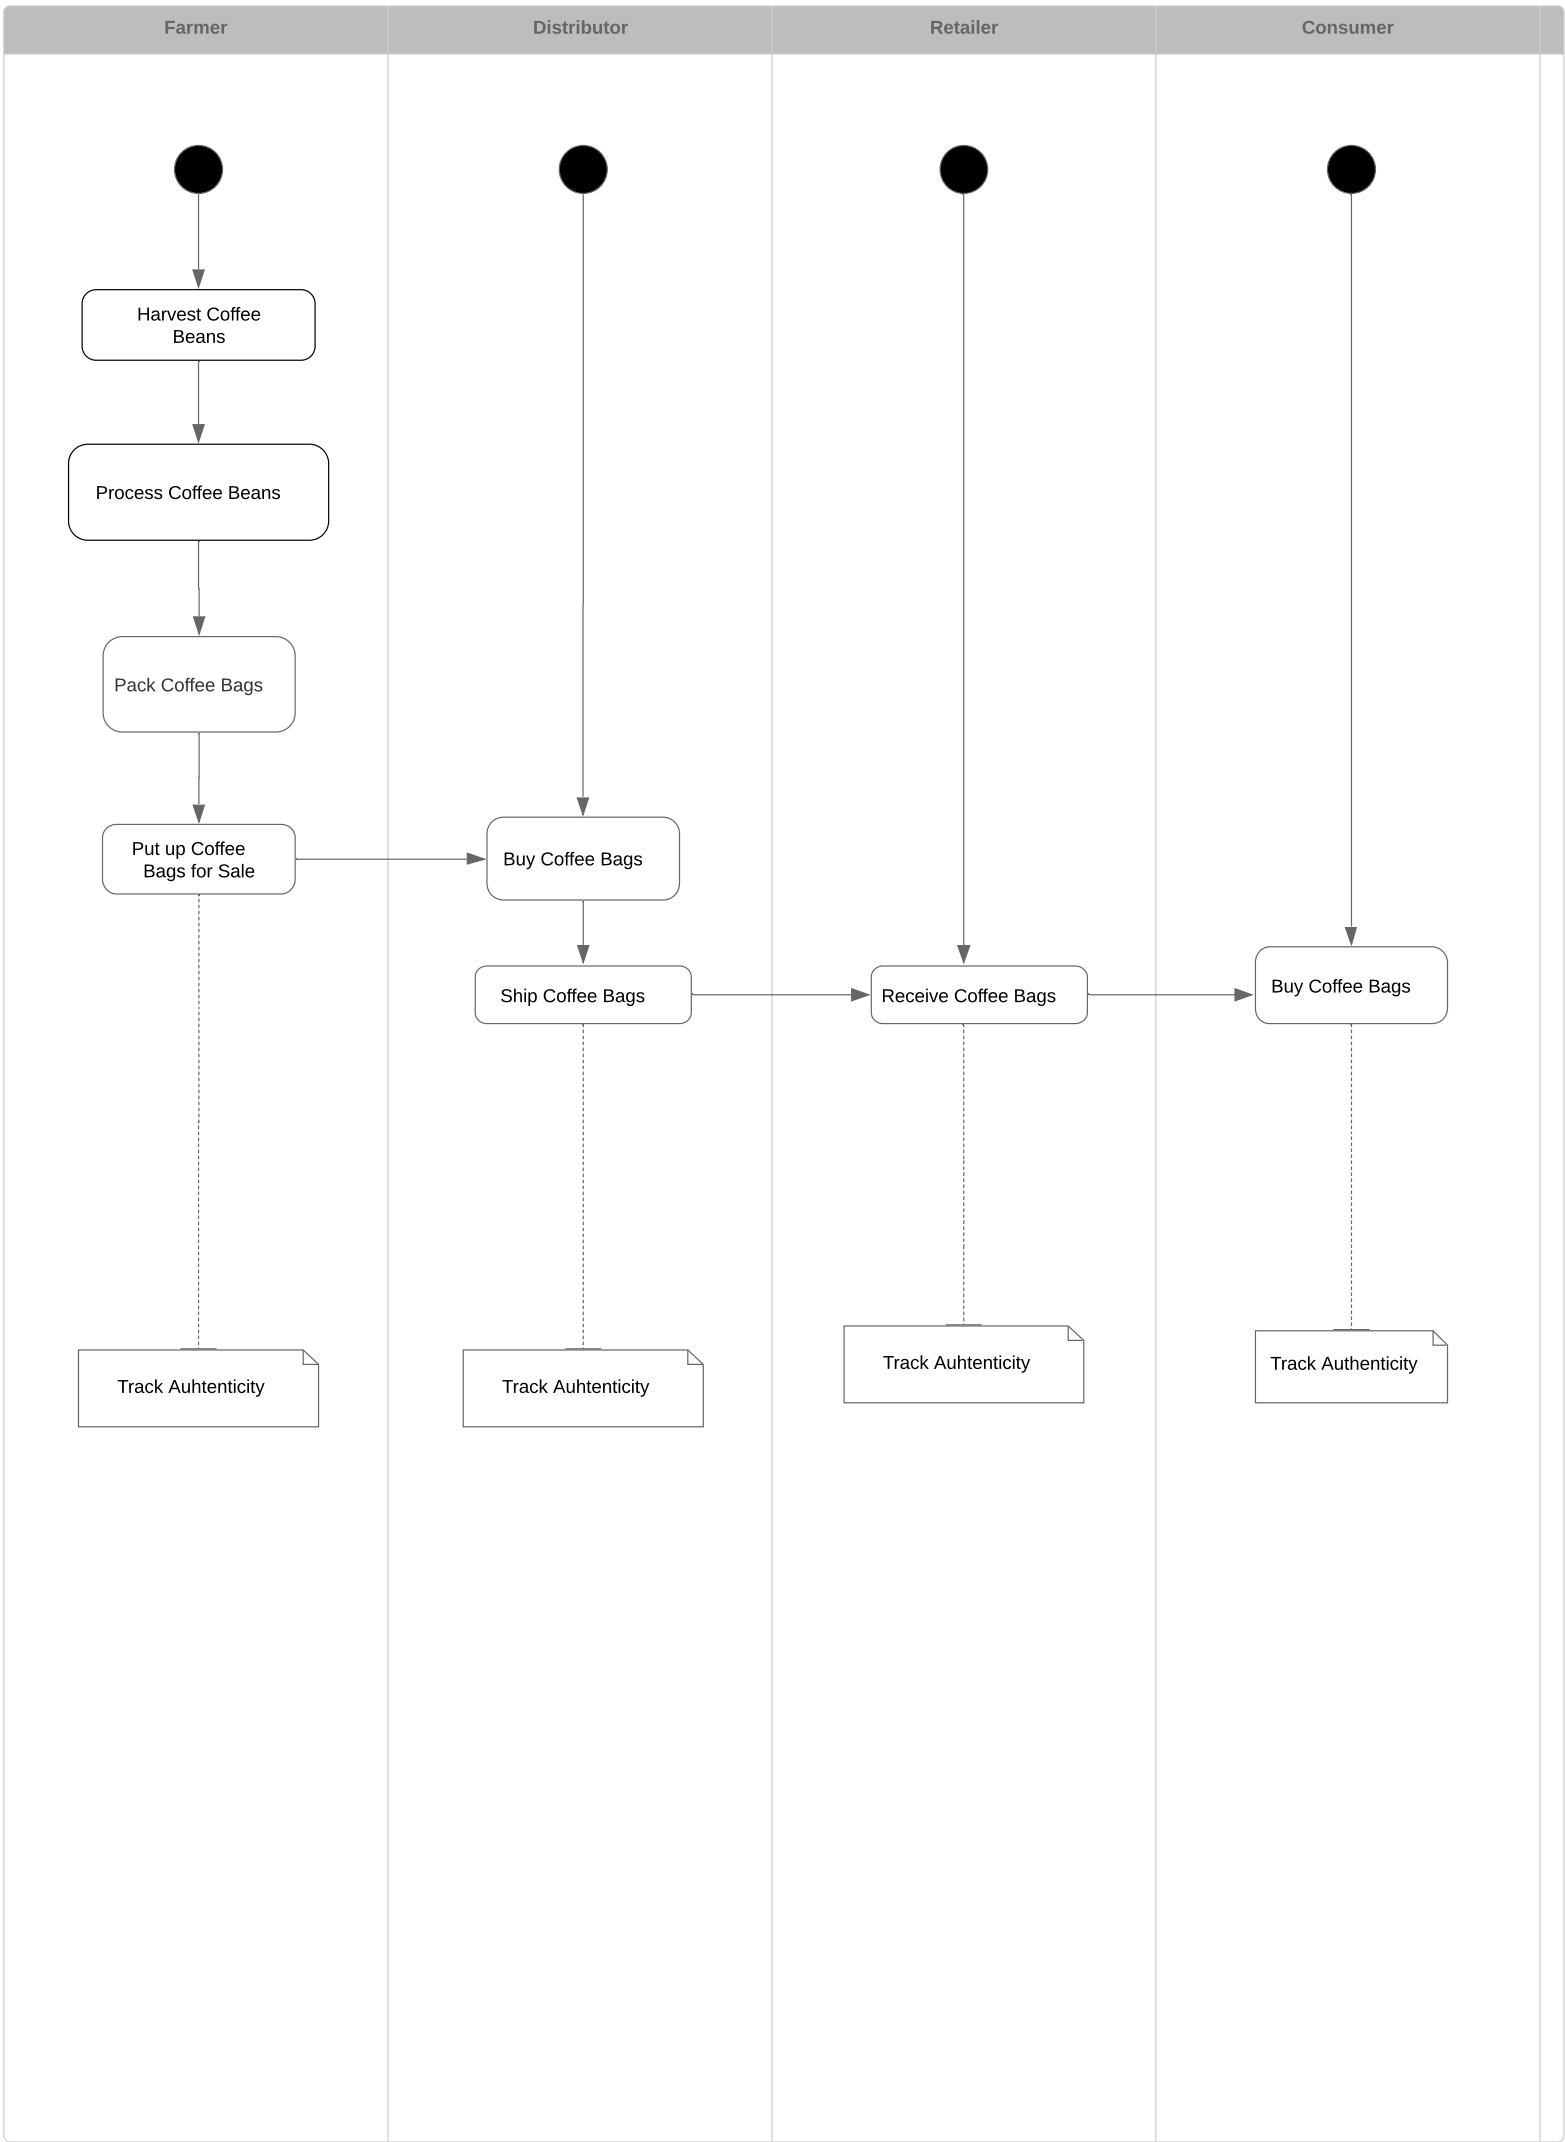 Farmer
Distributor
Retailer
Consumer
Harvest Coffee
Beans
Process Coffee Beans
Pack Coffee Bags
Put up Coffee
Bags for Sale
Buy Coffee Bags
Ship Coffee Bags
Receive Coffee Bags
Buy Coffee Bags
Track Auhtenticity
Track Auhtenticity
Track Auhtenticity
Track Authenticity